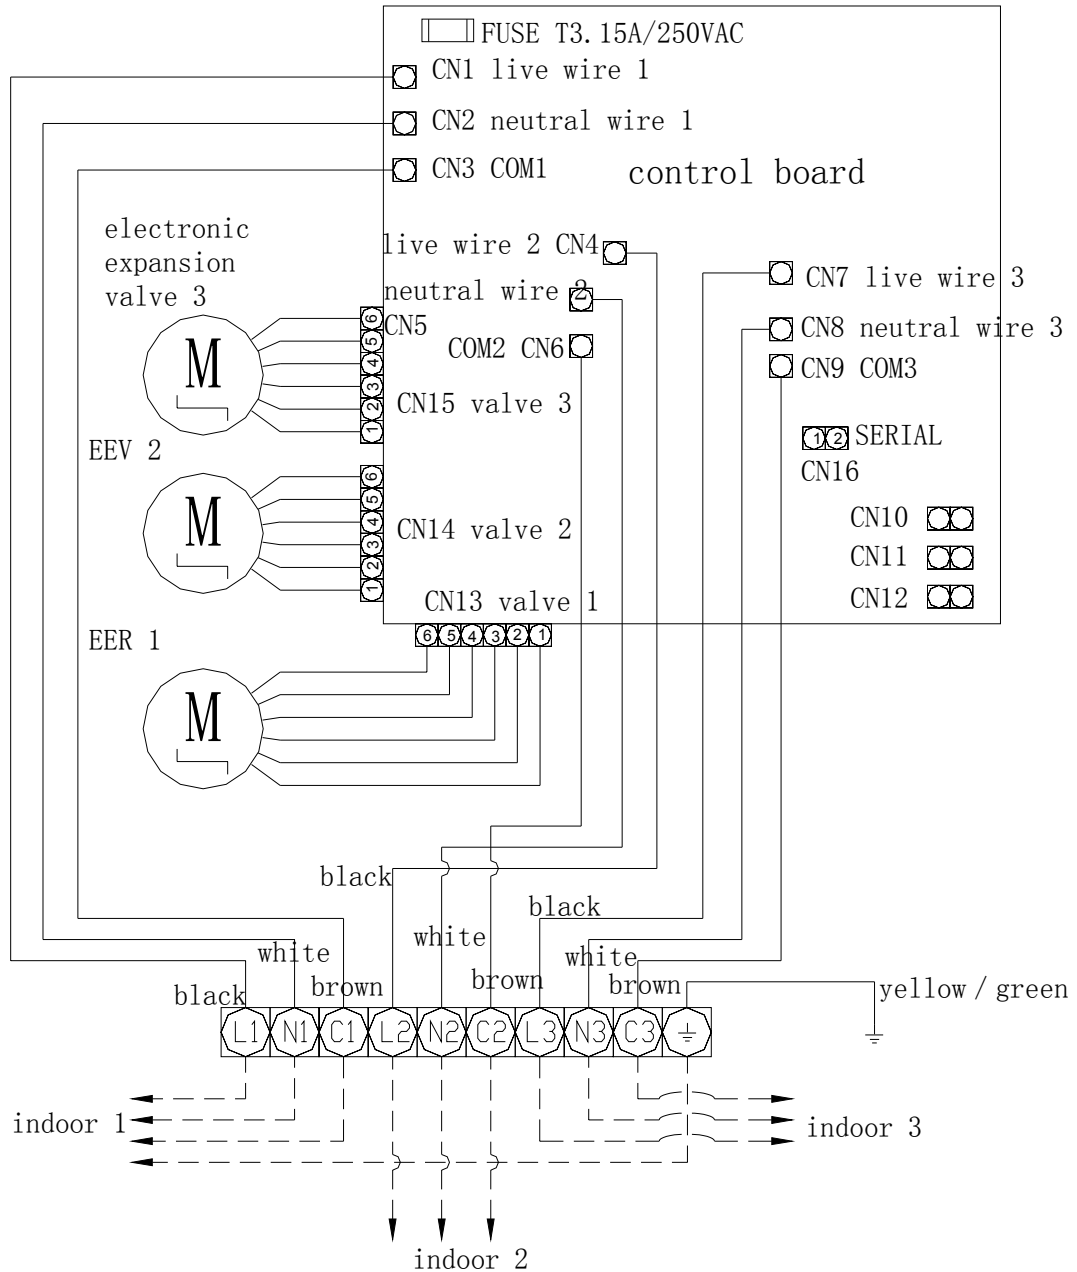 FUSE T3.15A/250VAC
CN1 live wire 1
CN2 neutral wire 1
CN3 COM1
control board
electronic
expansion
valve 3
live wire 2 CN4
neutral wire 2
CN5
COM2 CN6
CN7 live wire 3
CN8 neutral wire 3
CN9 COM3
M
6
5
4
3
2
1
CN15 valve 3
1 2 SERIAL
CN16
EEV 2
M
6
5
4
3
2
1
CN14 valve 2
CN10
CN11
CN12
CN13 valve 1
6 5 4 3 2 1
EER 1
M
black
white
brown
black
white
brown
black
white
brown
yellow/green
L1 N1 C1 L2 N2 C2 L3 N3 C3
indoor 1
indoor 3
indoor 2